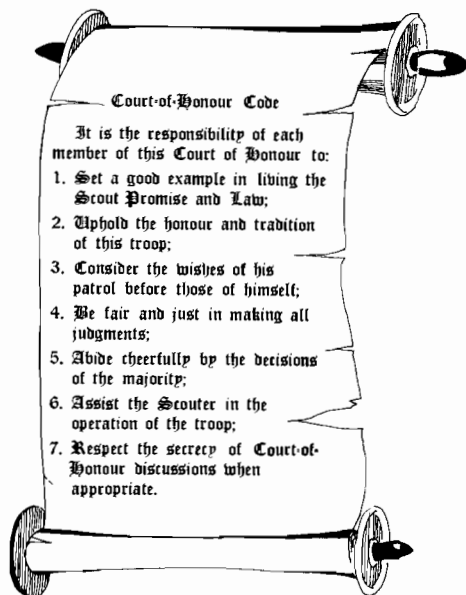 Court-of-Honour Code
It is the responsibility of each
member of this Court of Honour to:
1. Set a good example in living the
Scout Promise and Law;
2. Uphold the honour and tradition
of this troop;
3. Consider the wishes of his
patrol before those of himself;
4. Be fair and just in making all
judgments;
5. Abide cheerfully by the decisions
of the majority;
6. Assist the Scouter in the
operation of the troop;
7. Respect the secrecy of Court-of-
Honour discussions when
appropriate.